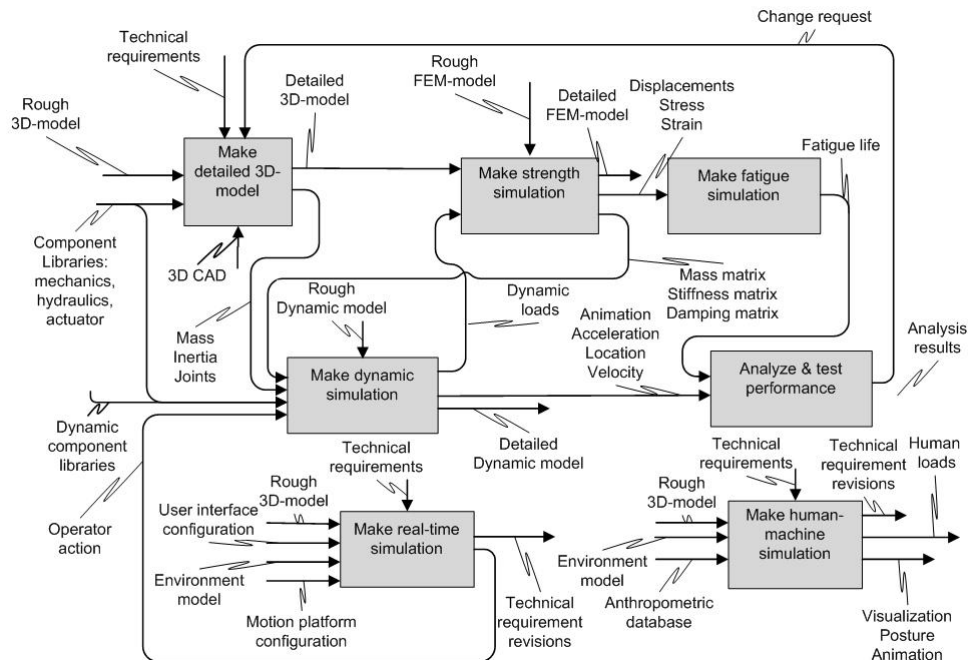 Change request
Technical
requirements
Rough
3D-model
Detailed
3D-model
Rough
FEM-model
Detailed
FEM-model
Displacements
Stress
Strain
Fatigue life
Make
detailed 3D-
model
Make strength
simulation
Make fatigue
simulation
Component
Libraries:
mechanics,
hydraulics,
actuator
3D CAD
Mass
Inertia
Joints
Rough
Dynamic model
Dynamic
loads
Mass matrix
Stiffness matrix
Damping matrix
Animation
Acceleration
Location
Velocity
Analysis
results
Make dynamic
simulation
Analyze & test
performance
Dynamic
component
libraries
Detailed
Dynamic model
Operator
action
Technical
requirements
Rough
3D-model
User interface
configuration
Environment
model
Motion platform
configuration
Make real-time
simulation
Technical
requirement
revisions
Technical
requirements
Technical
requirement
revisions
Human
loads
Rough
3D-model
Environment
model
Anthropometric
database
Make human-
machine
simulation
Visualization
Posture
Animation